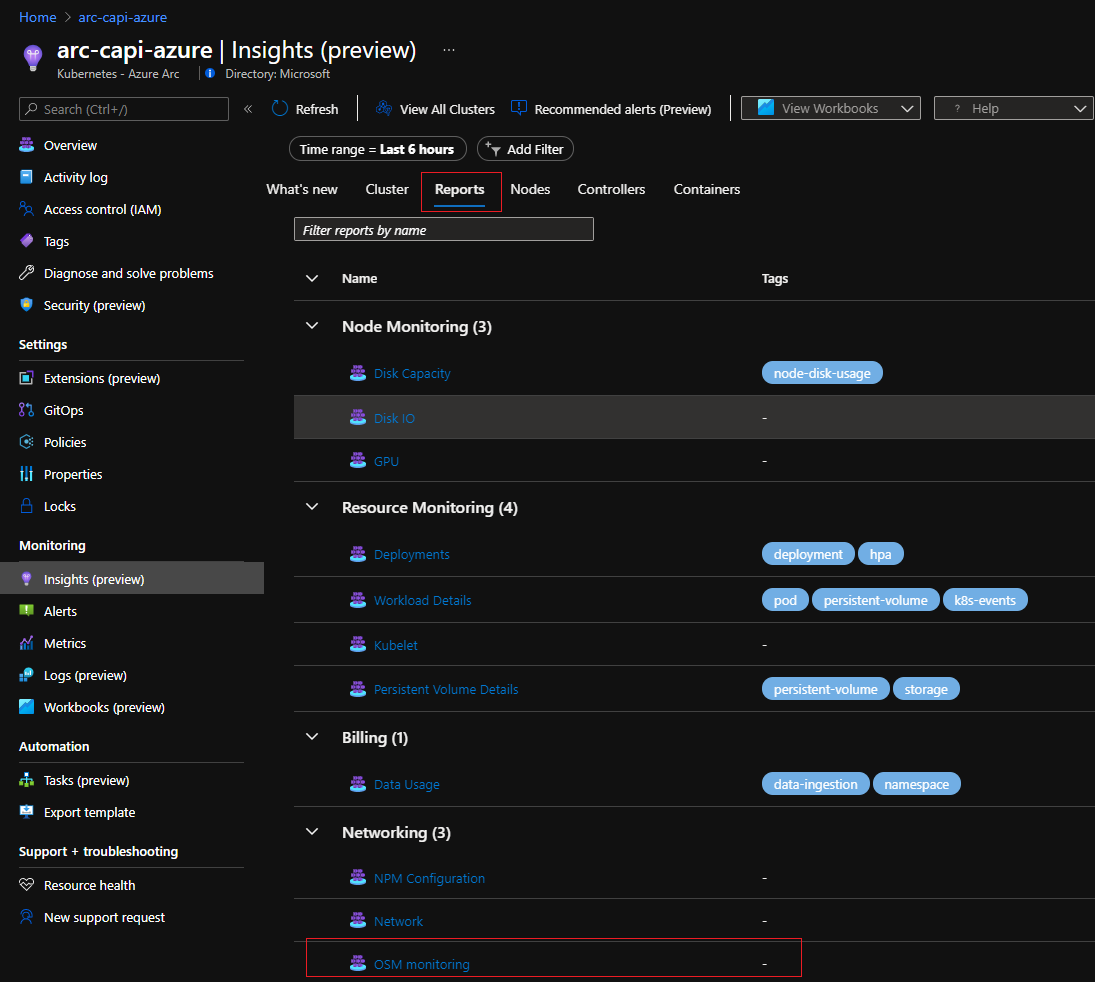 Home > arc-capi-azure
arc-capi-azure | Insights (preview) ...
Kubernetes - Azure Arc | Directory: Microsoft
Search (Ctrl+/)
«
Refresh
View All Clusters
Recommended alerts (Preview)
View Workbooks
? Help
Overview
Activity log
Access control (IAM)
Tags
Diagnose and solve problems
Security (preview)
Settings
Extensions (preview)
GitOps
Policies
Properties
Locks
Monitoring
Insights (preview)
Alerts
Metrics
Logs (preview)
Workbooks (preview)
Automation
Tasks (preview)
Export template
Support + troubleshooting
Resource health
New support request
Time range = Last 6 hours
Add Filter
What's new Cluster Reports Nodes Controllers Containers
Filter reports by name
Name Tags
Node Monitoring (3)
Disk Capacity node-disk-usage
Disk IO -
GPU -
Resource Monitoring (4)
Deployments deployment hpa
Workload Details pod persistent-volume k8s-events
Kubelet -
Persistent Volume Details persistent-volume storage
Billing (1)
Data Usage data-ingestion namespace
Networking (3)
NPM Configuration -
Network -
OSM monitoring -